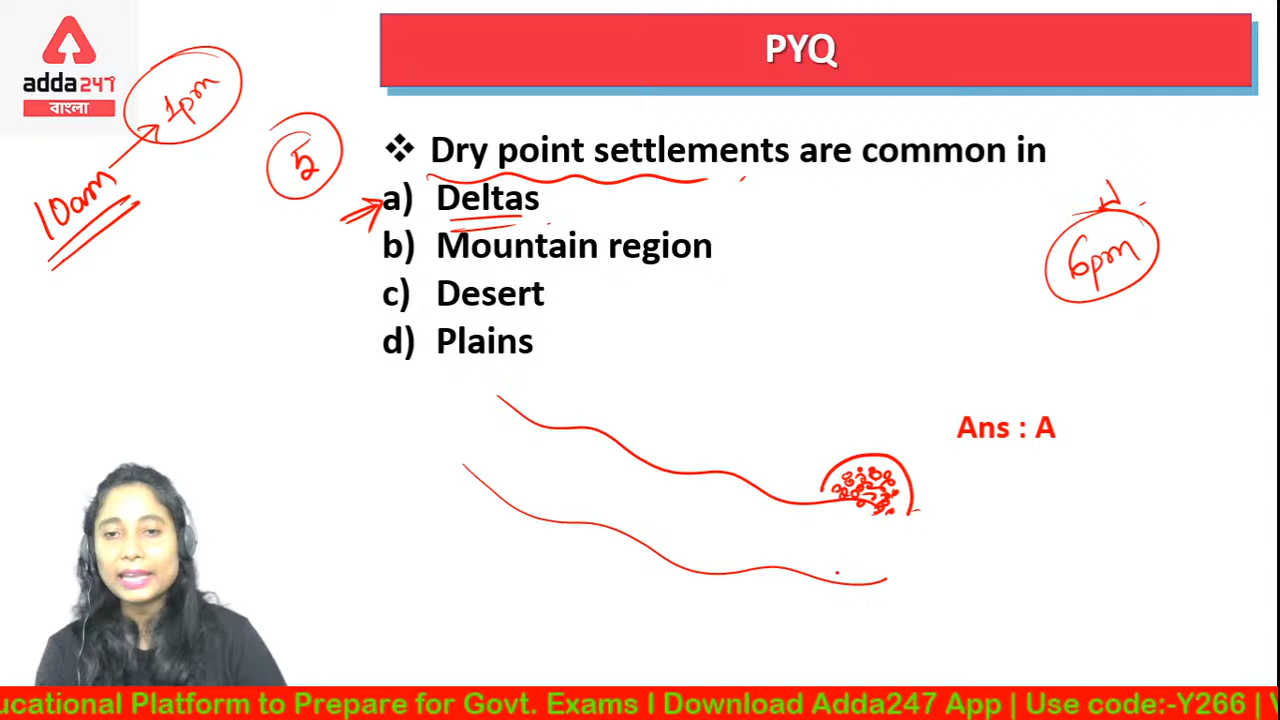 adda247
বাংলা
1pm
10am
5
PYQ
❖ Dry point settlements are common in
a) Deltas
b) Mountain region
c) Desert
d) Plains
6pm
Ans : A
ucational Platform to Prepare for Govt. Exams I Download Adda247 App | Use code:-Y266 | V